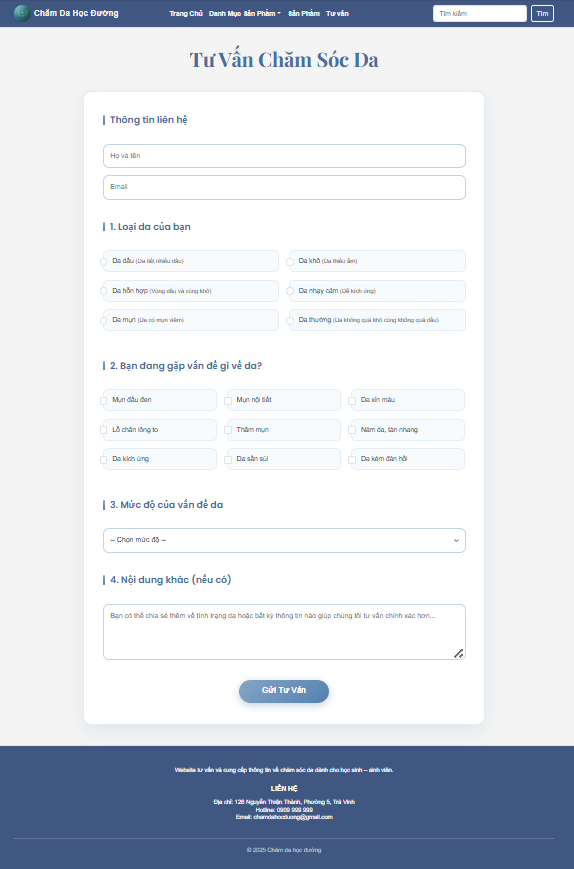 Chăm Da Học Đường
Trang Chủ Danh Mục Sản Phẩm Sản Phẩm Tư vấn
Tìm kiếm Tìm
Tư Vấn Chăm Sóc Da
Thông tin liên hệ
Họ và tên
Email
1. Loại da của bạn
Da dầu (Da tiết nhiều dầu) Da khô (Da thiếu ẩm)
Da hỗn hợp (Vùng dầu và vùng khô) Da nhạy cảm (Dễ kích ứng)
Da mụn (Da có mụn viêm) Da thường (Da không quá khô cũng không quá dầu)
2. Bạn đang gặp vấn đề gì về da?
Mụn đầu đen Mụn nội tiết Da xỉn màu
Lỗ chân lông to Thâm mụn Nám da, tàn nhang
Da kích ứng Da sần sùi Da kém đàn hồi
3. Mức độ của vấn đề da
-- Chọn mức độ --
4. Nội dung khác (nếu có)
Bạn có thể chia sẻ thêm về tình trạng da hoặc bất kỳ thông tin nào giúp chúng tôi tư vấn chính xác hơn...
Gửi Tư Vấn
Website tư vấn và cung cấp thông tin về chăm sóc da dành cho học sinh – sinh viên.
LIÊN HỆ
Địa chỉ: 126 Nguyễn Thiện Thành, Phường 5, Trà Vinh
Hotline: 0909 999 999
Email: chamdahocduong@gmail.com
© 2025 Chăm da học đường